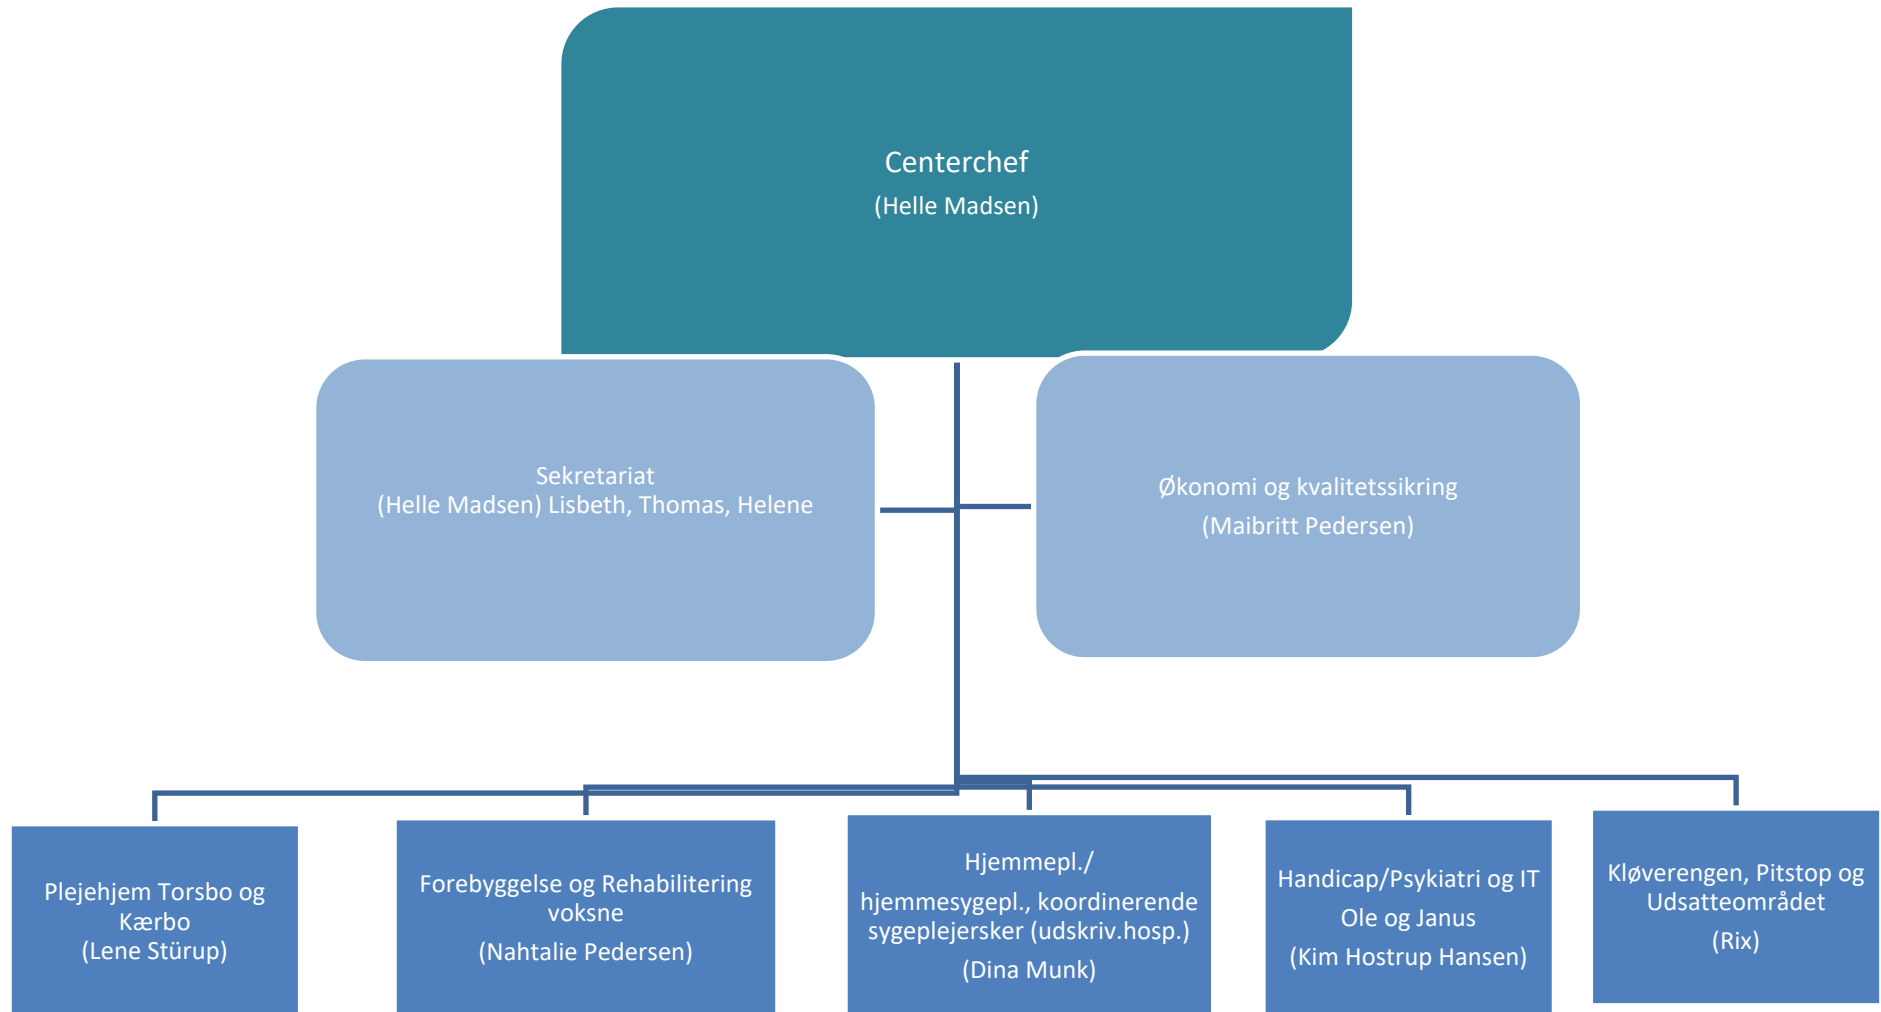 Centerchef
(Helle Madsen)
Sekretariat
(Helle Madsen) Lisbeth, Thomas, Helene
Økonomi og kvalitetssikring
(Maibritt Pedersen)
Plejehjem Torsbo og
Kærbo
(Lene Stürup)
Forebyggelse og Rehabilitering
voksne
(Nahtalie Pedersen)
Hjemmepl./
hjemmesygepl., koordinerende
sygeplejersker (udskriv.hosp.)
(Dina Munk)
Handicap/Psykiatri og IT
Ole og Janus
(Kim Hostrup Hansen)
Kløverengen, Pitstop og
Udsatteområdet
(Rix)